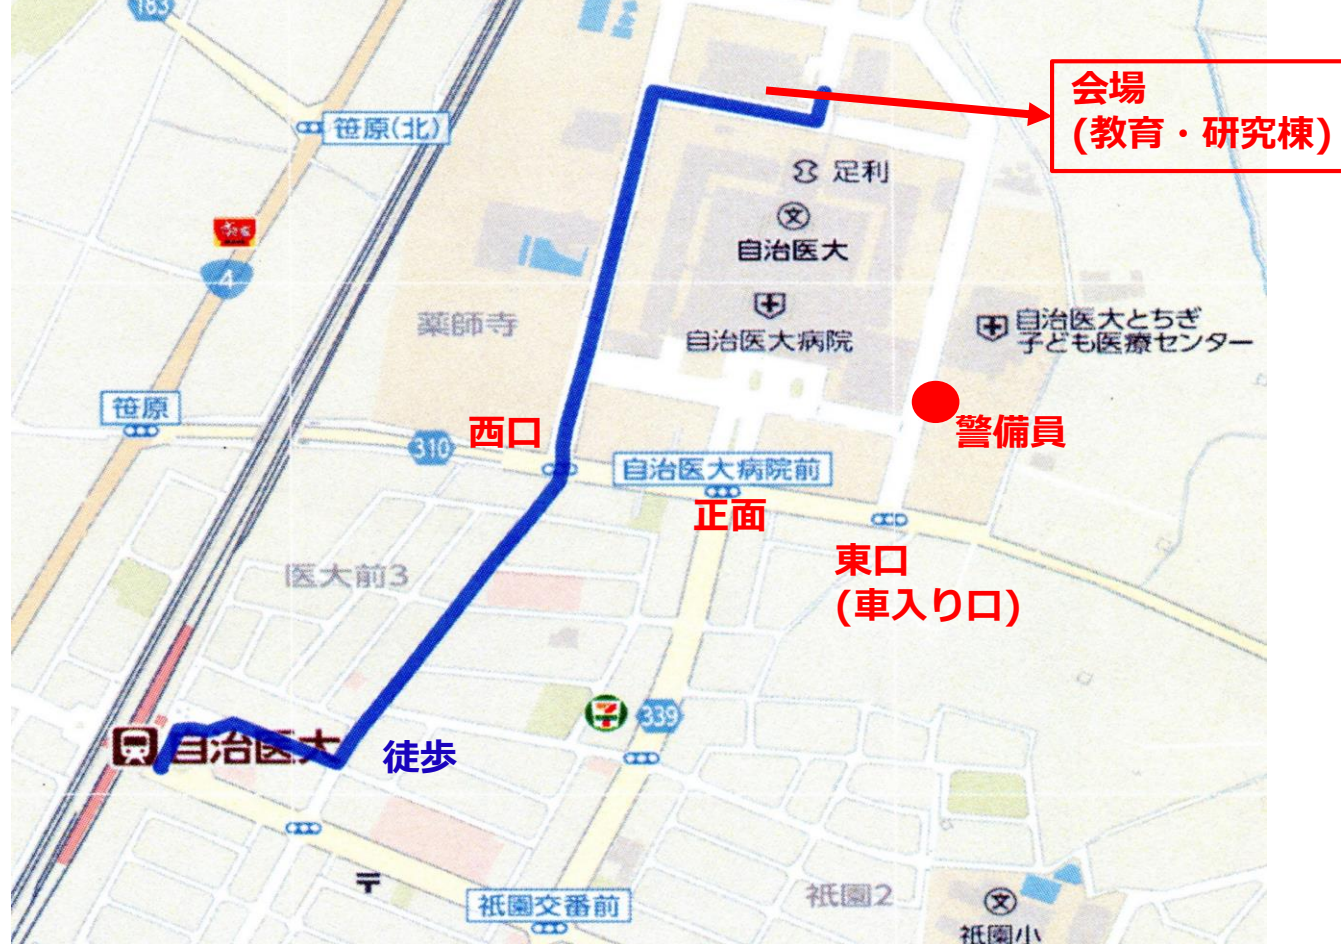 163
会場
(教育・研究棟)
笹原(北)
足利
すき家
自治医大
4
薬師寺
自治医大病院
自治医大とちぎ
子ども医療センター
笹原
310
西口
警備員
自治医大病院前
正面
東口
(車入り口)
医大前3
339
自治医大
徒歩
〒
祇園交番前
祇園2
祇園小